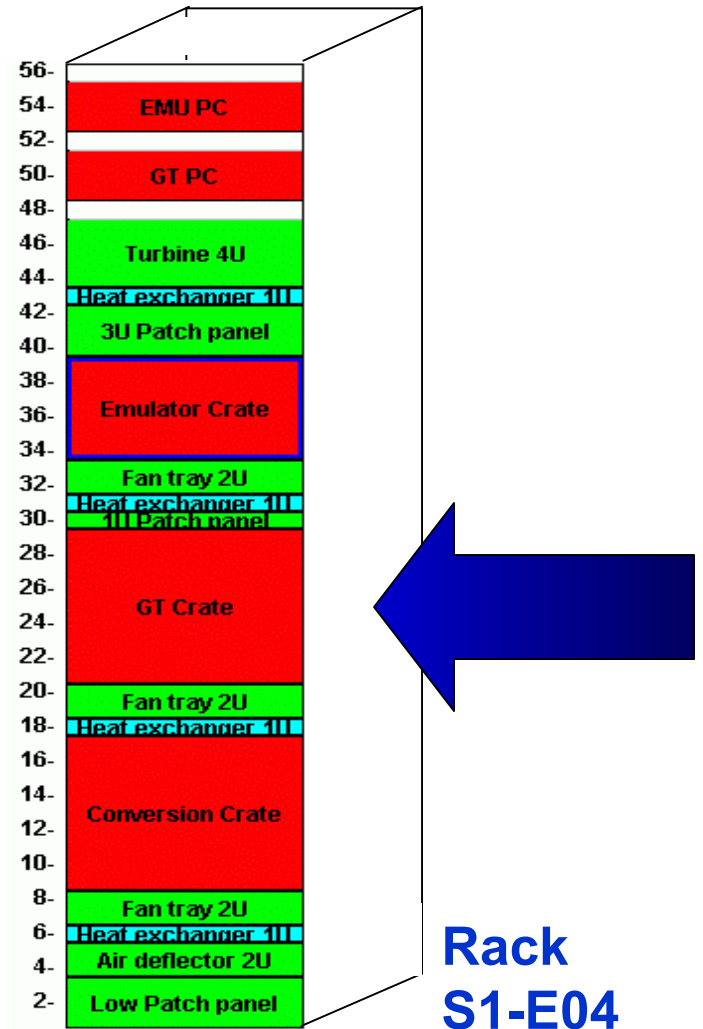 56-
EMU PC
54-
52-
GT PC
50-
48-
Turbine 4U
46-
44-
Heat exchanger 1U
42-
3U Patch panel
40-
38-
Emulator Crate
36-
34-
Fan tray 2U
32-
Heat exchanger 1U
30-
1U Patch panel
28-
26-
GT Crate
24-
22-
20-
Fan tray 2U
18-
Heat exchanger 1U
16-
14-
Conversion Crate
12-
10-
8-
Fan tray 2U
6-
Heat exchanger 1U
Air deflector 2U
4-
2-
Low Patch panel
Rack
S1-E04